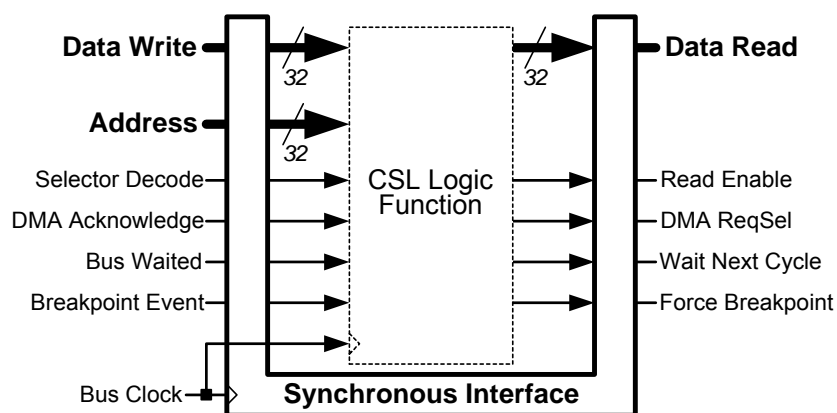 Data Write
32
32
Data Read
Address
32
Selector Decode
CSL Logic
Function
Read Enable
DMA Acknowledge
DMA ReqSel
Bus Waited
Wait Next Cycle
Breakpoint Event
Force Breakpoint
Bus Clock
Synchronous Interface